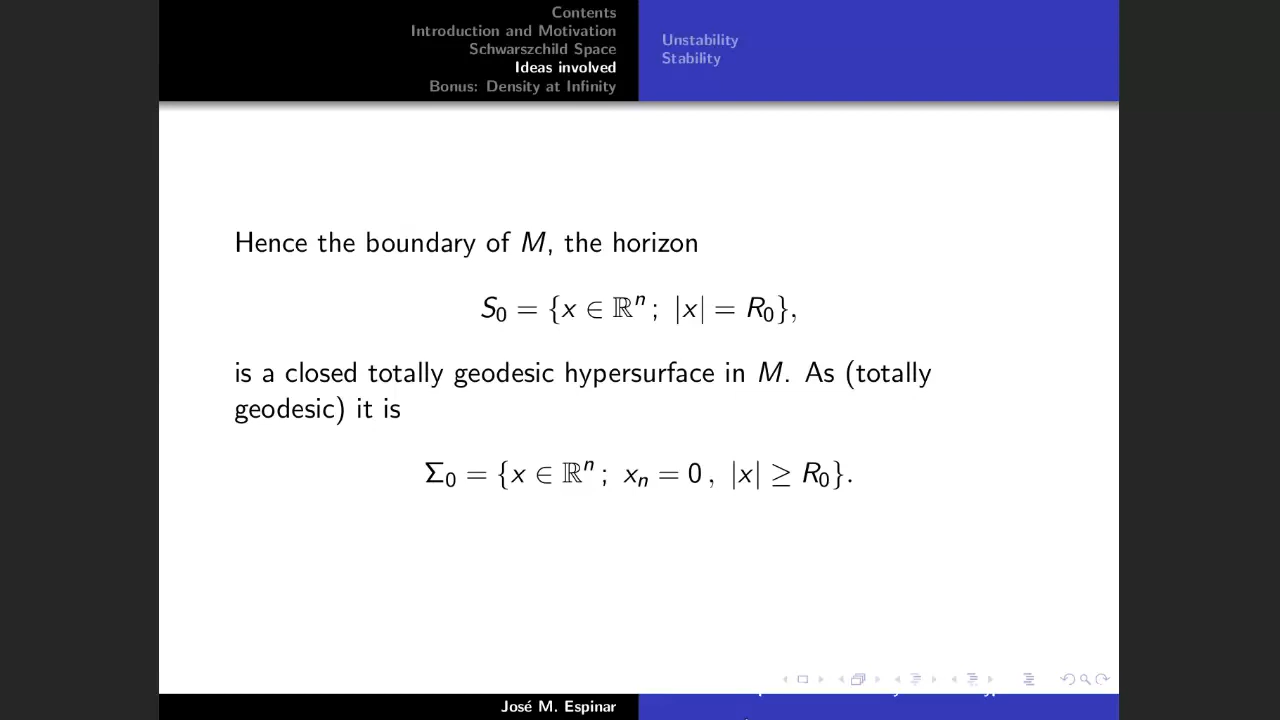 Contents
Introduction and Motivation
Schwarszchild Space
Ideas involved
Bonus: Density at Infinity
Unstability
Stability
Hence the boundary of M, the horizon
S₀ = {x ∈ ℝⁿ ; |x| = R₀},
is a closed totally geodesic hypersurface in M. As (totally
geodesic) it is
Σ₀ = {x ∈ ℝⁿ ; xₙ = 0 , |x| ≥ R₀}.
José M. Espinar